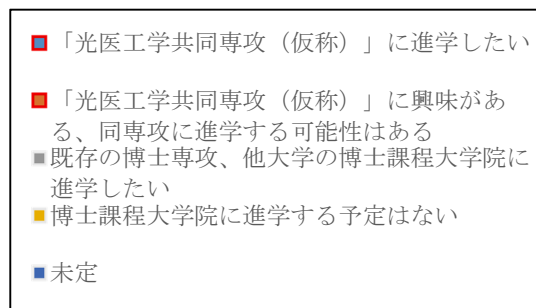 「光医工学共同専攻（仮称）」に進学したい
「光医工学共同専攻（仮称）」に興味があ
る、同専攻に進学する可能性はある
既存の博士専攻、他大学の博士課程大学院に
進学したい
博士課程大学院に進学する予定はない
未定